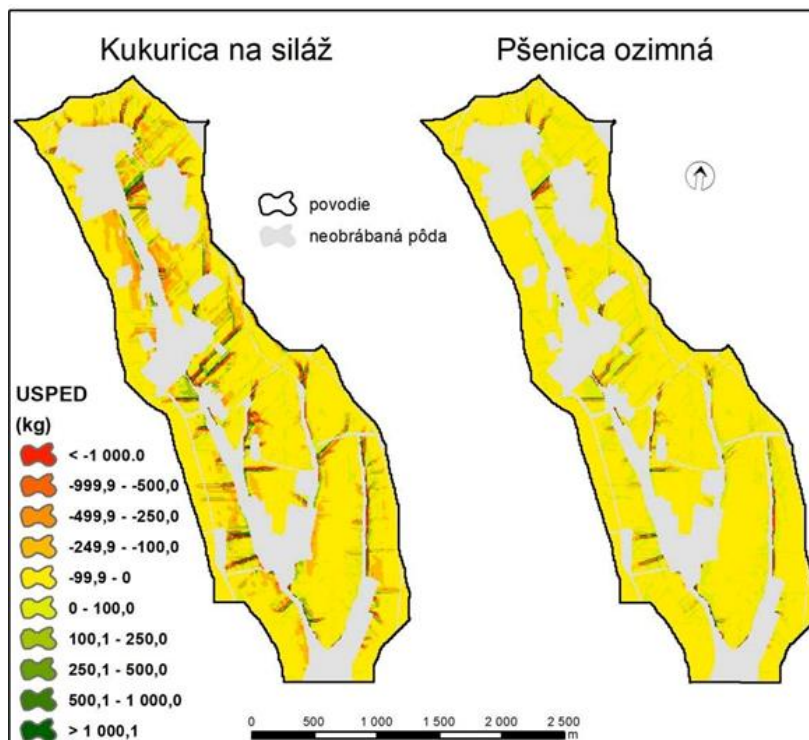 Kukurica na siláž
Pšenica ozimná
povodie
neobrábaná pôda
USPED
(kg)
< -1 000.0
-999,9 - -500,0
-499,9 - -250,0
-249,9 - -100,0
-99,9 - 0
0 - 100,0
100,1 - 250,0
250,1 - 500,0
500,1 - 1 000,0
> 1 000,1
0 500 1 000 1 500 2 000 2 500
m